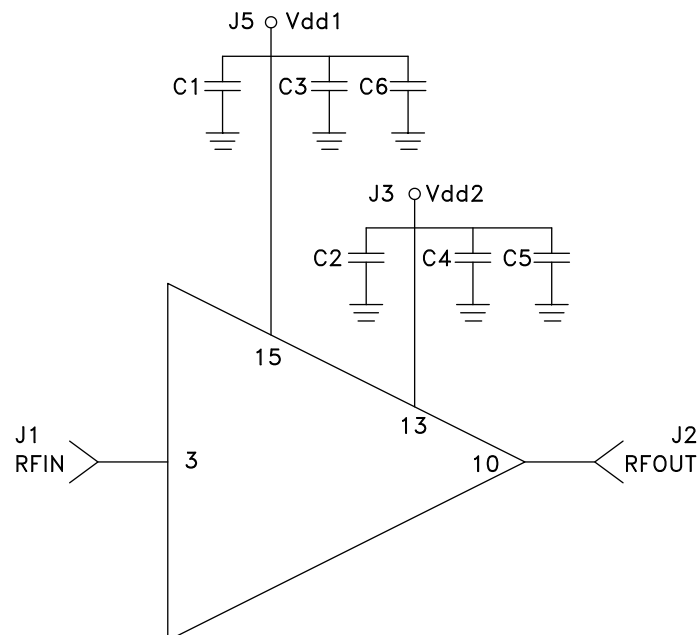 J5 Vdd1
C1 C3 C6
J3 Vdd2
C2 C4 C5
15
13
J1 J2
RFIN 3 10 RFOUT